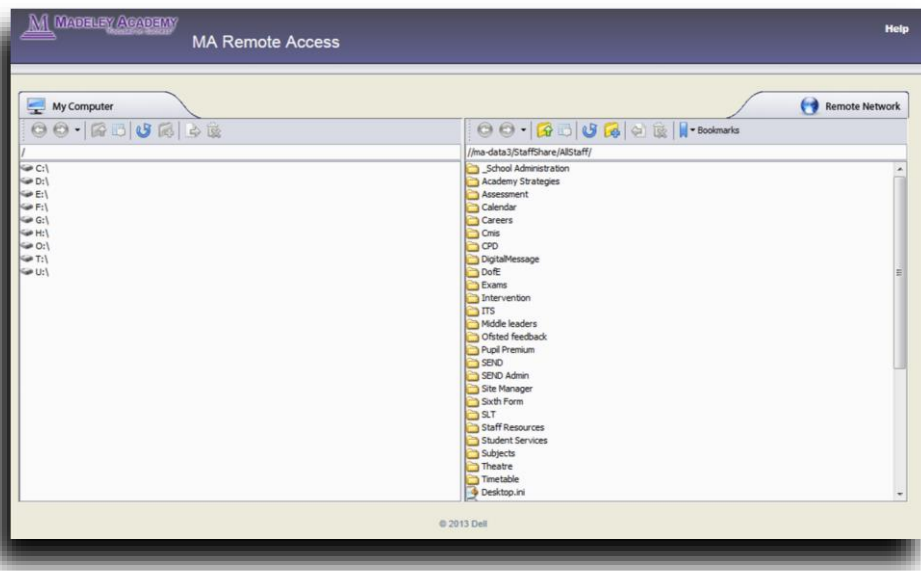 M MADELEY ACADEMY
MA Remote Access
Help
My Computer
Remote Network
Bookmarks
/
//ma-data3/StaffShare/AllStaff/
C:\
D:\
E:\
F:\
G:\
H:\
O:\
T:\
U:\
_School Administration
Academy Strategies
Assessment
Calendar
Careers
Cmis
CPD
DigitalMessage
DofE
Exams
Intervention
ITS
Middle leaders
Ofsted feedback
Pupil Premium
SEND
SEND Admin
Site Manager
Sixth Form
SLT
Staff Resources
Student Services
Subjects
Theatre
Timetable
Desktop.ini
© 2013 Dell